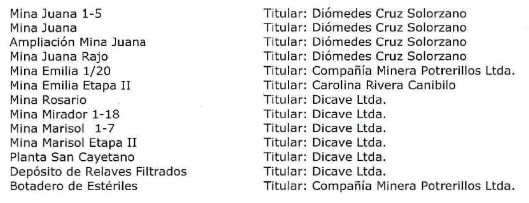 Mina Juana 1-5 Titular: Diómedes Cruz Solorzano
Mina Juana Titular: Diómedes Cruz Solorzano
Ampliación Mina Juana Titular: Diómedes Cruz Solorzano
Mina Juana Rajo Titular: Diómedes Cruz Solorzano
Mina Emilia 1/20 Titular: Compañía Minera Potrerillos Ltda.
Mina Emilia Etapa II Titular: Carolina Rivera Canibilo
Mina Rosario Titular: Dicave Ltda.
Mina Mirador 1-18 Titular: Dicave Ltda.
Mina Marisol 1-7 Titular: Dicave Ltda.
Mina Marisol Etapa II Titular: Dicave Ltda.
Planta San Cayetano Titular: Dicave Ltda.
Depósito de Relaves Filtrados Titular: Dicave Ltda.
Botadero de Estériles Titular: Compañía Minera Potrerillos Ltda.